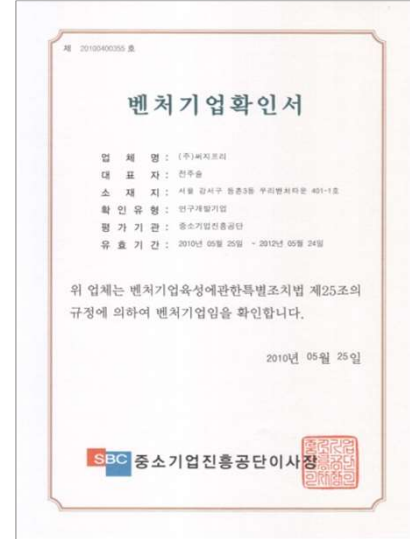 제 20100400355 호
벤처기업확인서
업 체 명 : (주)씨지프리
대 표 자 : 전주술
소 재 지 : 서울 강서구 등촌3동 우리벤처타운 401-1호
확 인 유 형 : 연구개발기업
평 가 기 관 : 중소기업진흥공단
유 효 기 간 : 2010년 05월 25일 ~ 2012년 05월 24일
위 업체는 벤처기업육성에관한특별조치법 제25조의
규정에 의하여 벤처기업임을 확인합니다.
2010년 05월 25일
SBC 중소기업진흥공단이사장